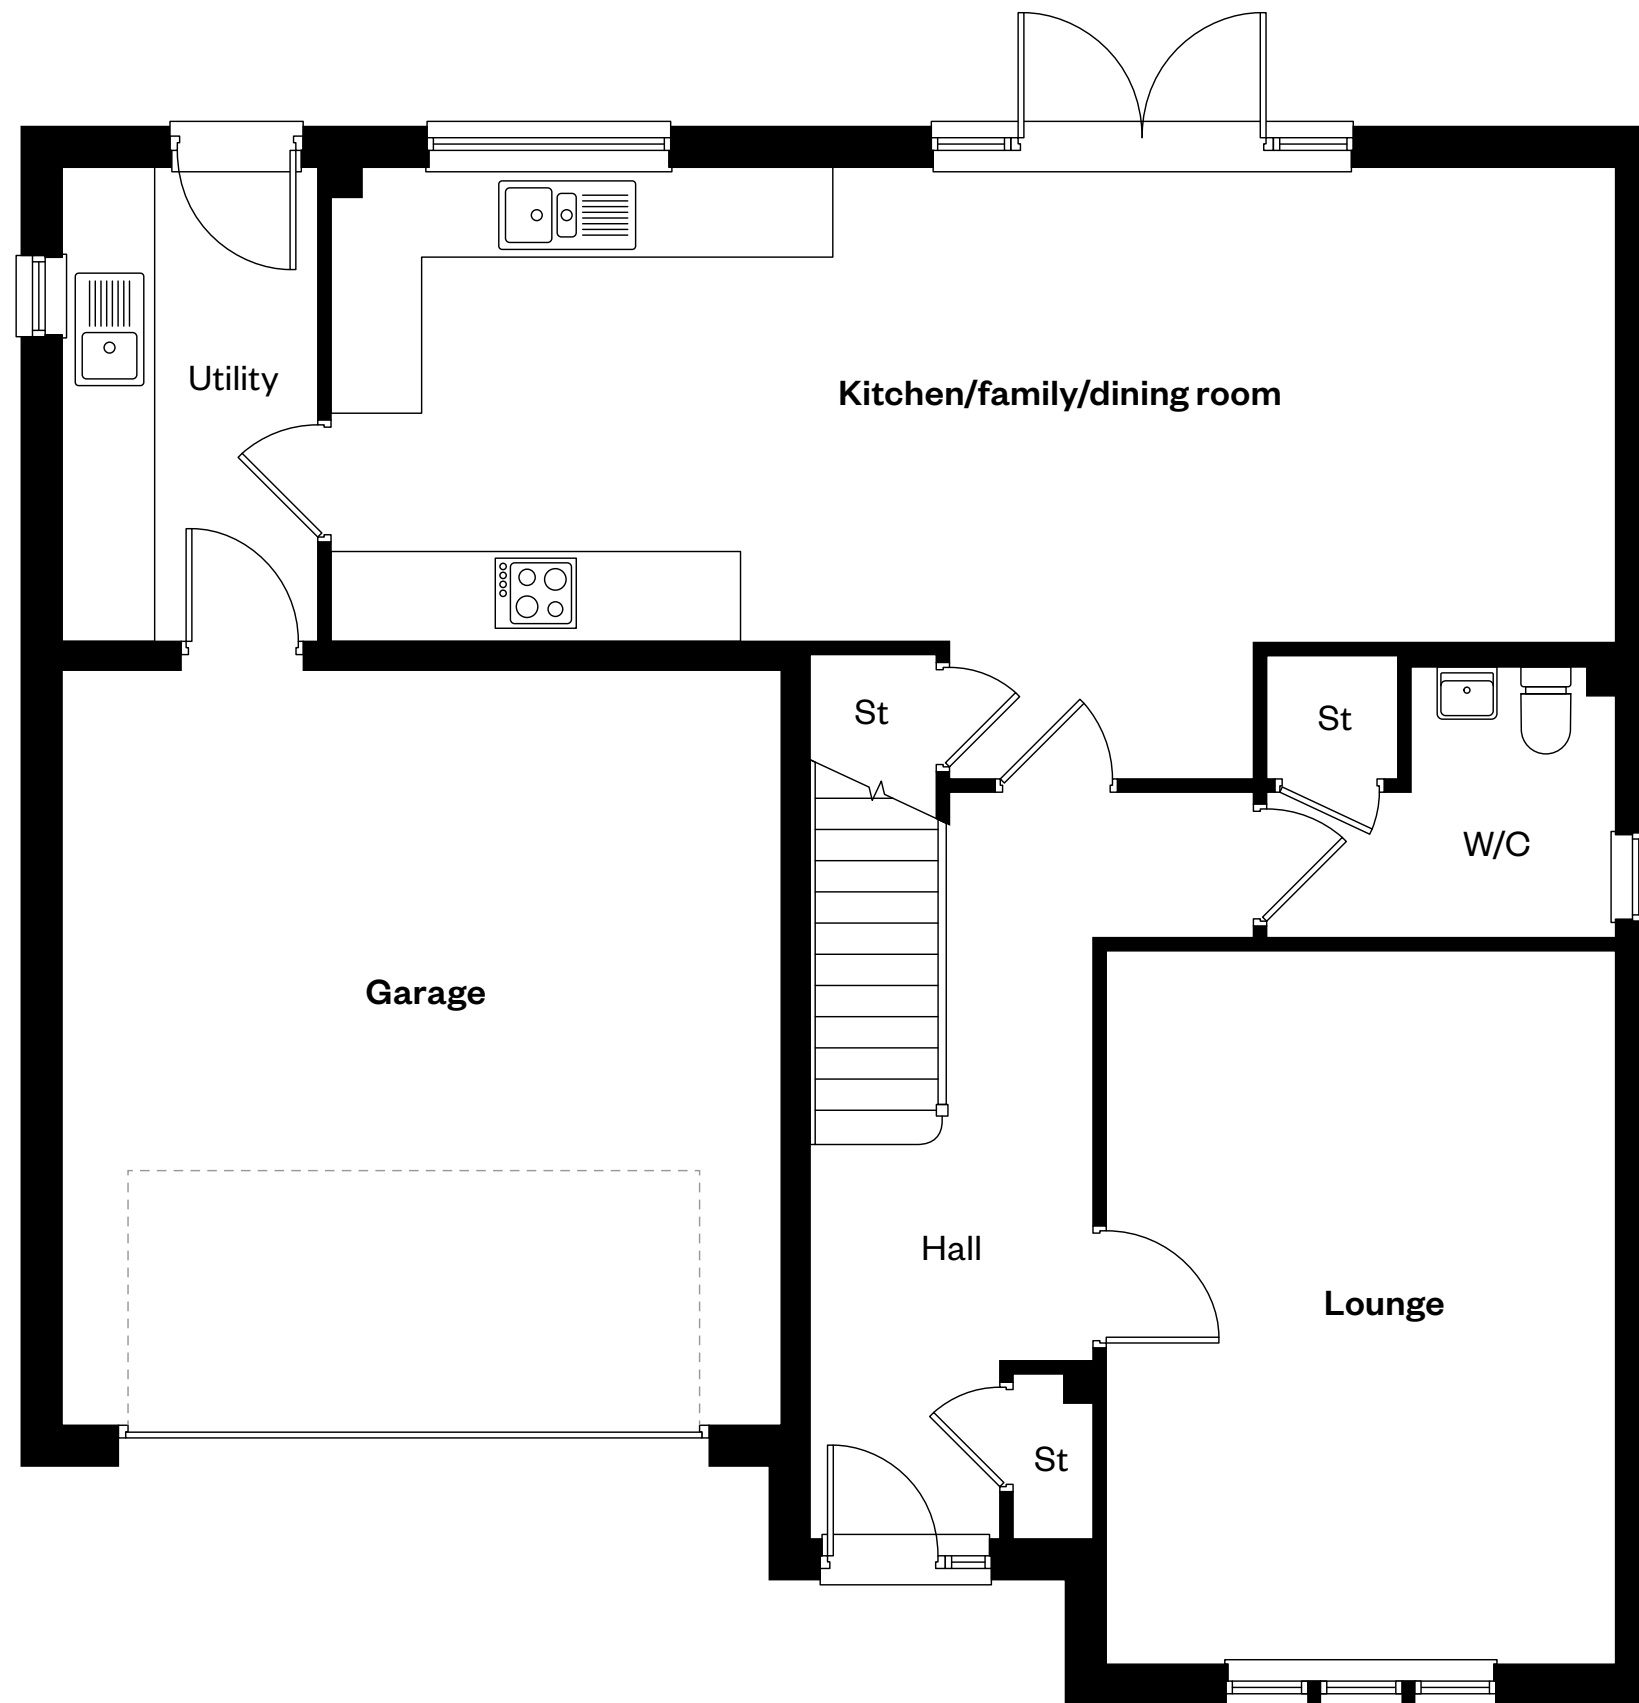 Utility
Kitchen/family/dining room
St
St
W/C
Garage
Hall
Lounge
St